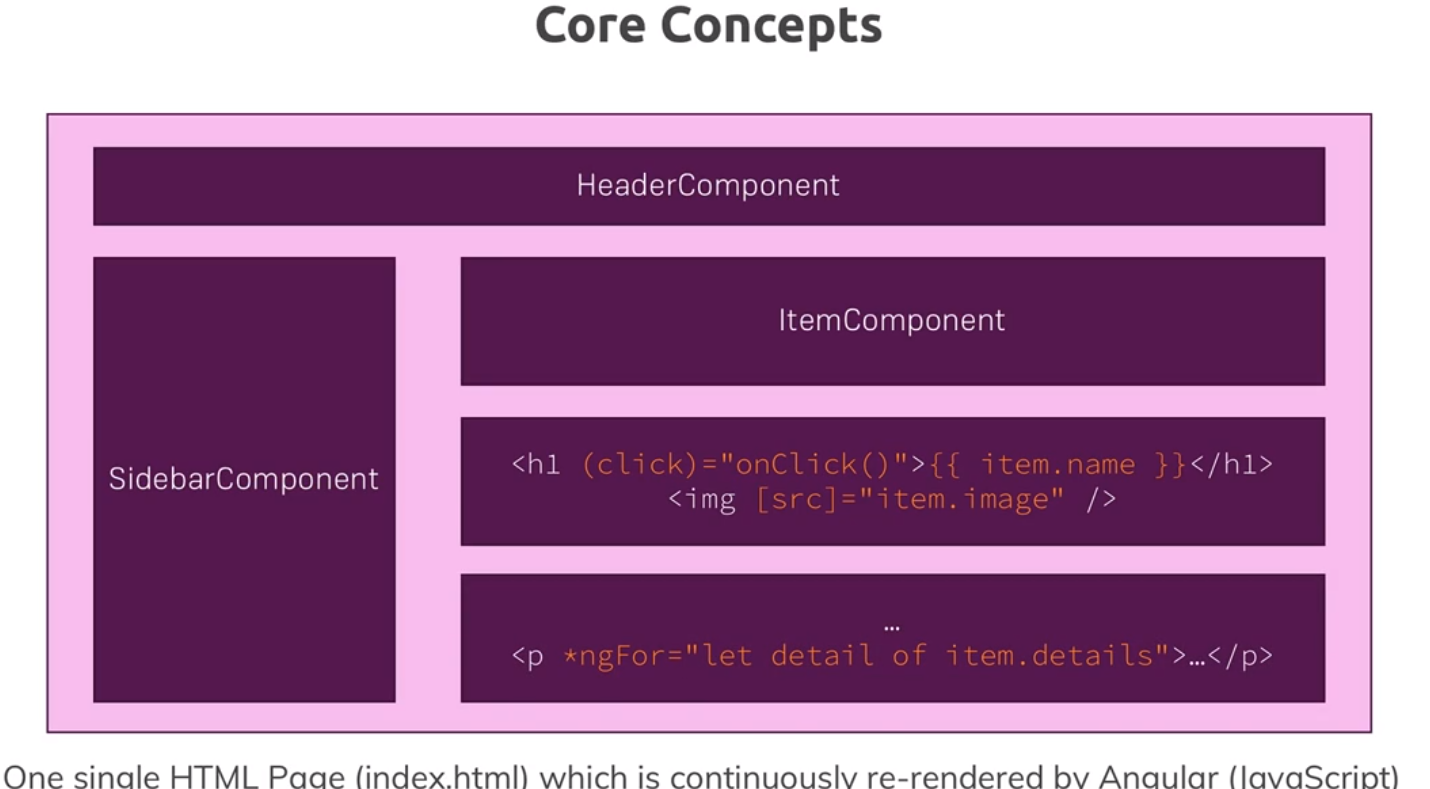 Core Concepts
HeaderComponent
SidebarComponent
ItemComponent
<h1 (click)="onClick()">{{ item.name }}</h1>
<img [src]="item.image" />
…
<p *ngFor="let detail of item.details">…</p>
One single HTML Page (index.html) which is continuously re-rendered by Angular (JavaScript)